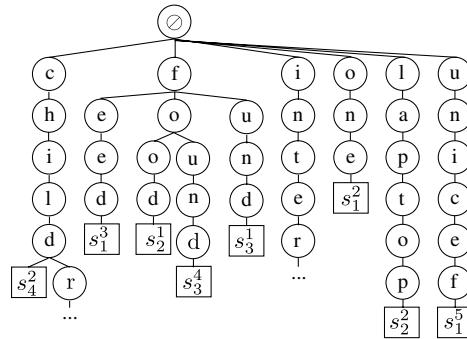 ∅
c f i o l u
h e o u n n a n
i e o u n t e p i
l d d n d e s_1^2 t c
d s_1^3 s_2^1 d s_3^1 r o e
s_4^2 r s_3^4 ... p f
... s_2^2 s_1^5